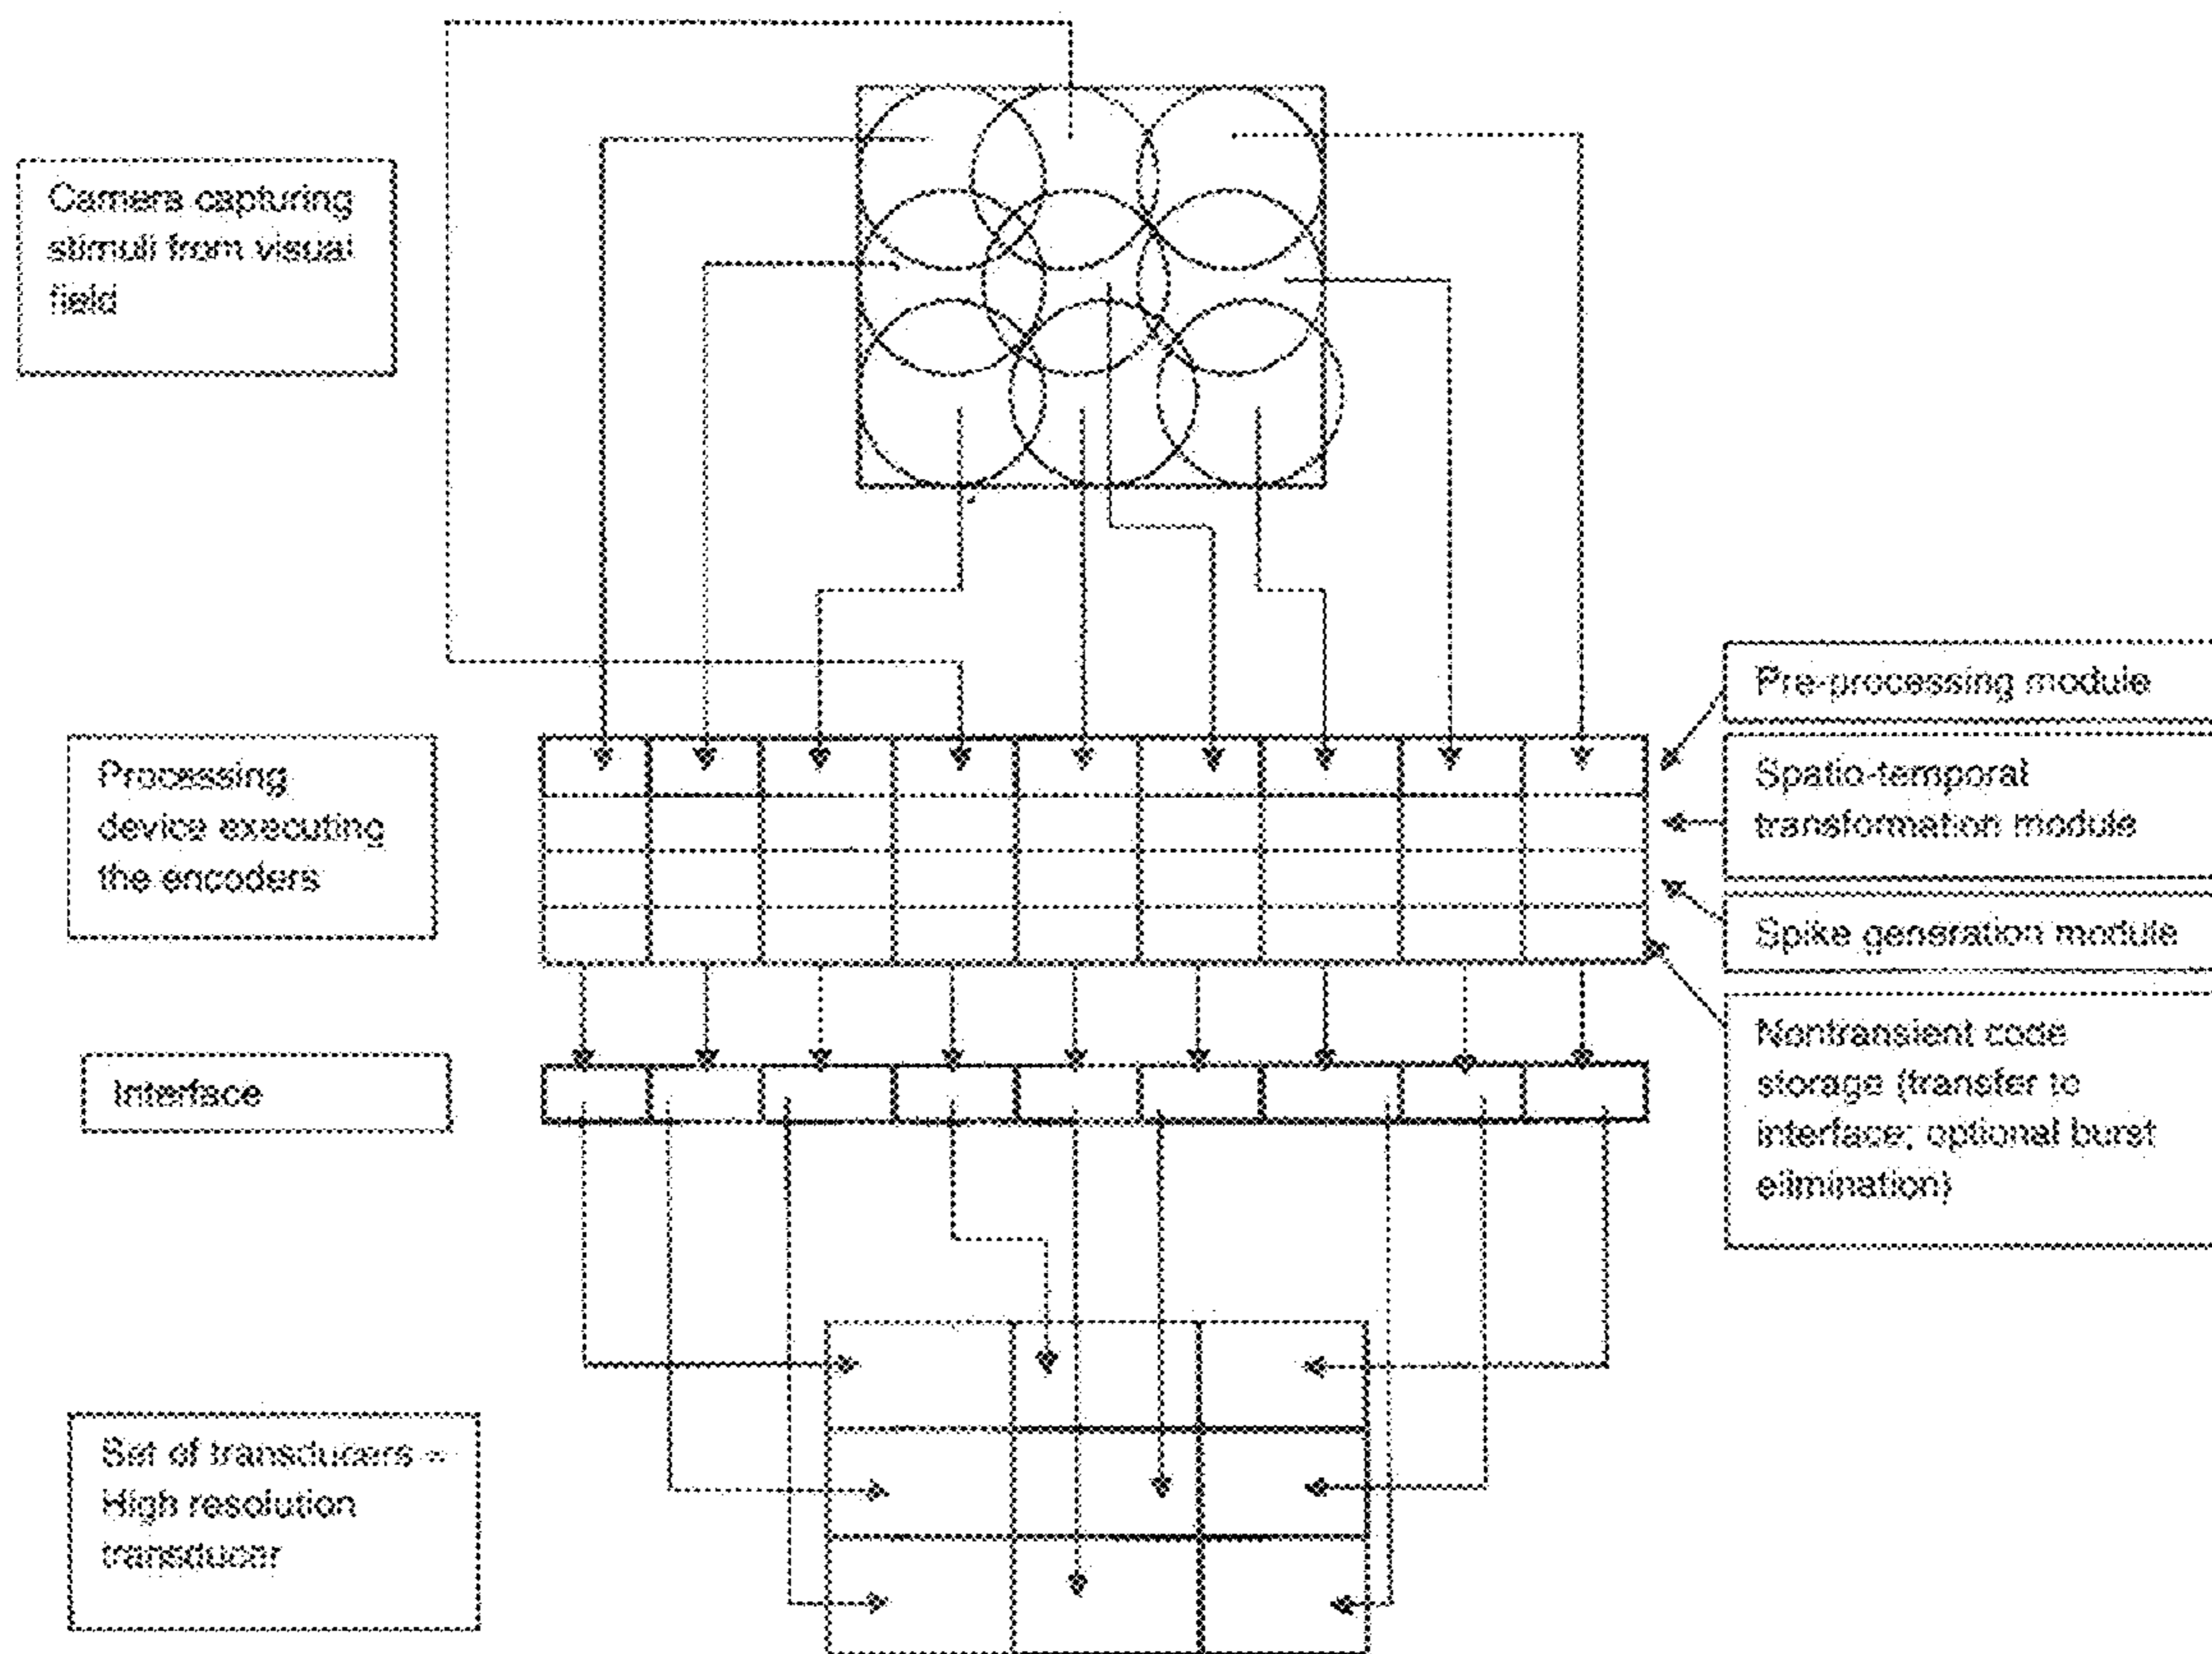 Camera capturing
stimuli from visual
field
Pre-processing module
Processing
device executing
the encoders
Spatio-temporal
transformation module
Spike generation module
Nontransient code
storage (transfer to
interface; optional burst
elimination)
Interface
Set of transducers =
High resolution
transducer